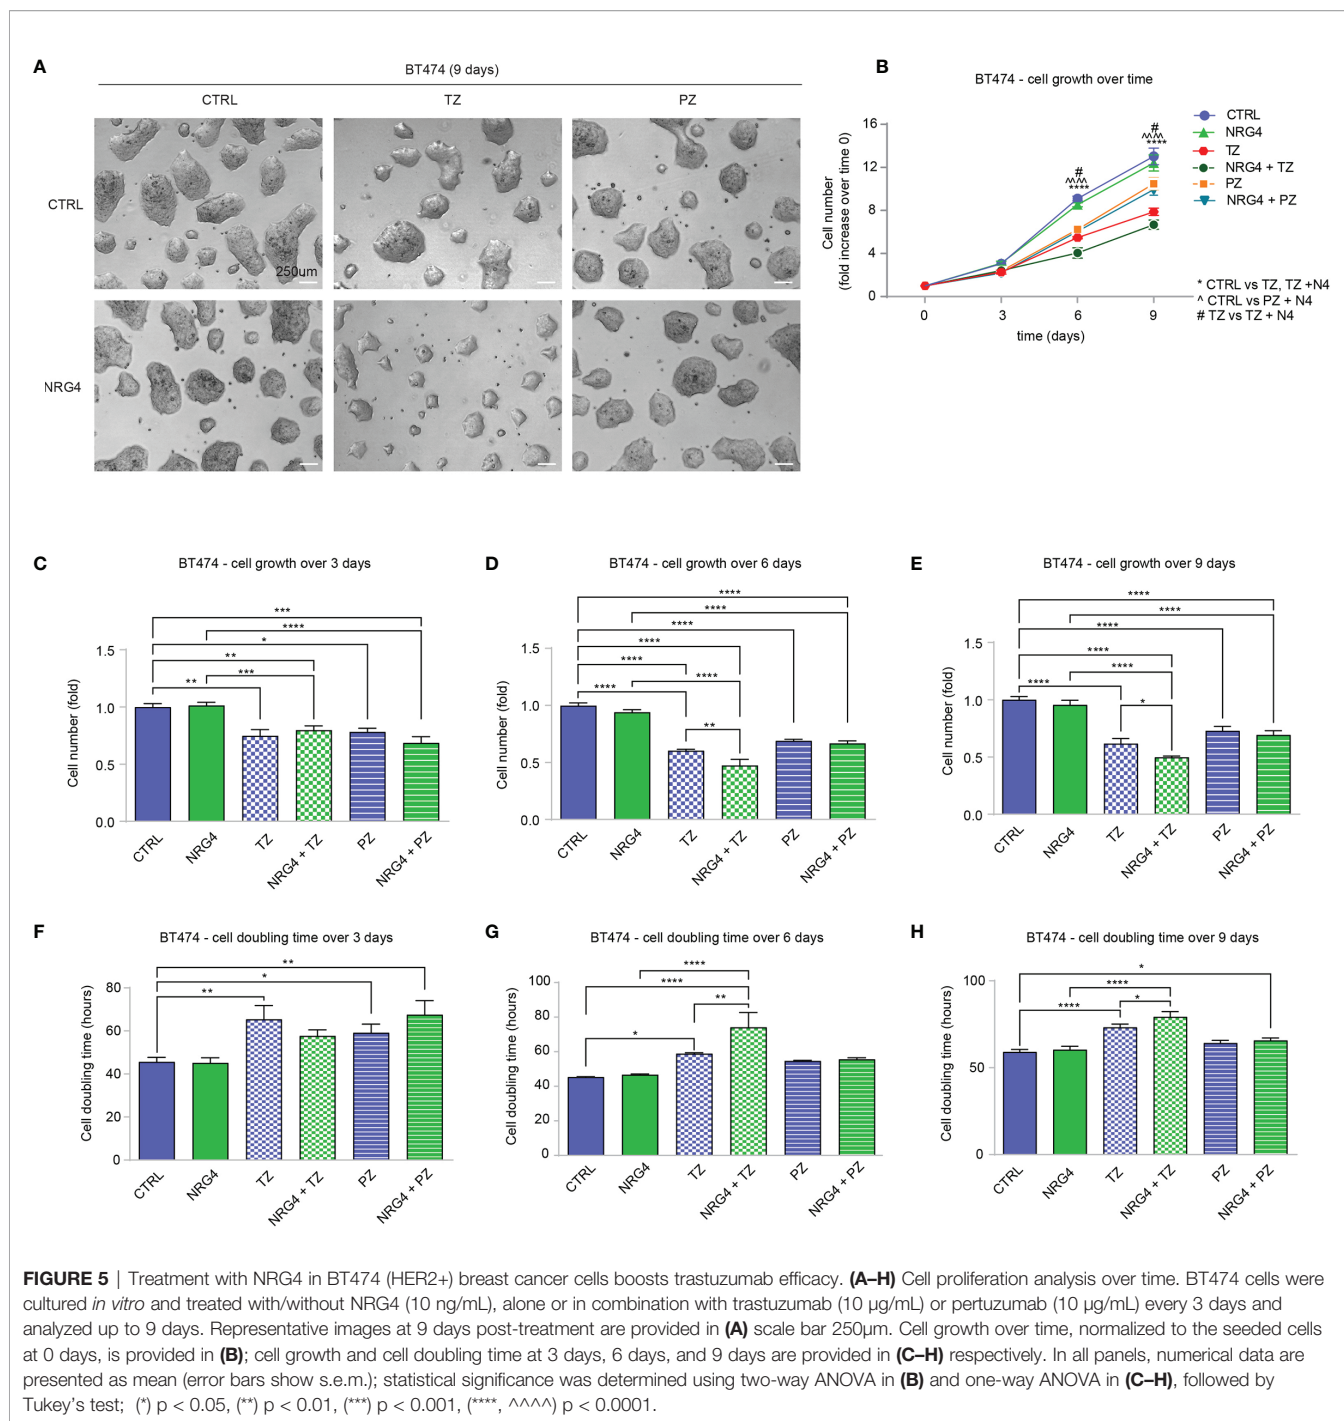 A
BT474 (9 days)
CTRL
TZ
PZ
CTRL
250um
NRG4
B
BT474 - cell growth over time
Cell number
(fold increase over time 0)
16
12
8
4
0
#
^^^^
****
#
^^^^
****
0
3
6
9
time (days)
CTRL
NRG4
TZ
NRG4 + TZ
PZ
NRG4 + PZ
* CTRL vs TZ, TZ +N4
^ CTRL vs PZ + N4
# TZ vs TZ + N4
C
BT474 - cell growth over 3 days
***
****
*
**
***
**
Cell number (fold)
1.5
1.0
0.5
0.0
CTRL
NRG4
TZ
NRG4 + TZ
PZ
NRG4 + PZ
D
BT474 - cell growth over 6 days
****
****
****
****
****
****
****
**
Cell number (fold)
1.5
1.0
0.5
0.0
CTRL
NRG4
TZ
NRG4 + TZ
PZ
NRG4 + PZ
E
BT474 - cell growth over 9 days
****
****
****
****
****
****
*
Cell number (fold)
1.5
1.0
0.5
0.0
CTRL
NRG4
TZ
NRG4 + TZ
PZ
NRG4 + PZ
F
BT474 - cell doubling time over 3 days
**
*
**
Cell doubling time (hours)
80
60
40
20
0
CTRL
NRG4
TZ
NRG4 + TZ
PZ
NRG4 + PZ
G
BT474 - cell doubling time over 6 days
****
****
**
*
Cell doubling time (hours)
100
80
60
40
20
0
CTRL
NRG4
TZ
NRG4 + TZ
PZ
NRG4 + PZ
H
BT474 - cell doubling time over 9 days
*
****
*
****
Cell doubling time (hours)
100
50
0
CTRL
NRG4
TZ
NRG4 + TZ
PZ
NRG4 + PZ
FIGURE 5 | Treatment with NRG4 in BT474 (HER2+) breast cancer cells boosts trastuzumab efficacy. (A–H) Cell proliferation analysis over time. BT474 cells were
cultured in vitro and treated with/without NRG4 (10 ng/mL), alone or in combination with trastuzumab (10 µg/mL) or pertuzumab (10 µg/mL) every 3 days and
analyzed up to 9 days. Representative images at 9 days post-treatment are provided in (A) scale bar 250µm. Cell growth over time, normalized to the seeded cells
at 0 days, is provided in (B); cell growth and cell doubling time at 3 days, 6 days, and 9 days are provided in (C–H) respectively. In all panels, numerical data are
presented as mean (error bars show s.e.m.); statistical significance was determined using two-way ANOVA in (B) and one-way ANOVA in (C–H), followed by
Tukey's test; (*) p < 0.05, (**) p < 0.01, (***) p < 0.001, (****, ^^^^) p < 0.0001.